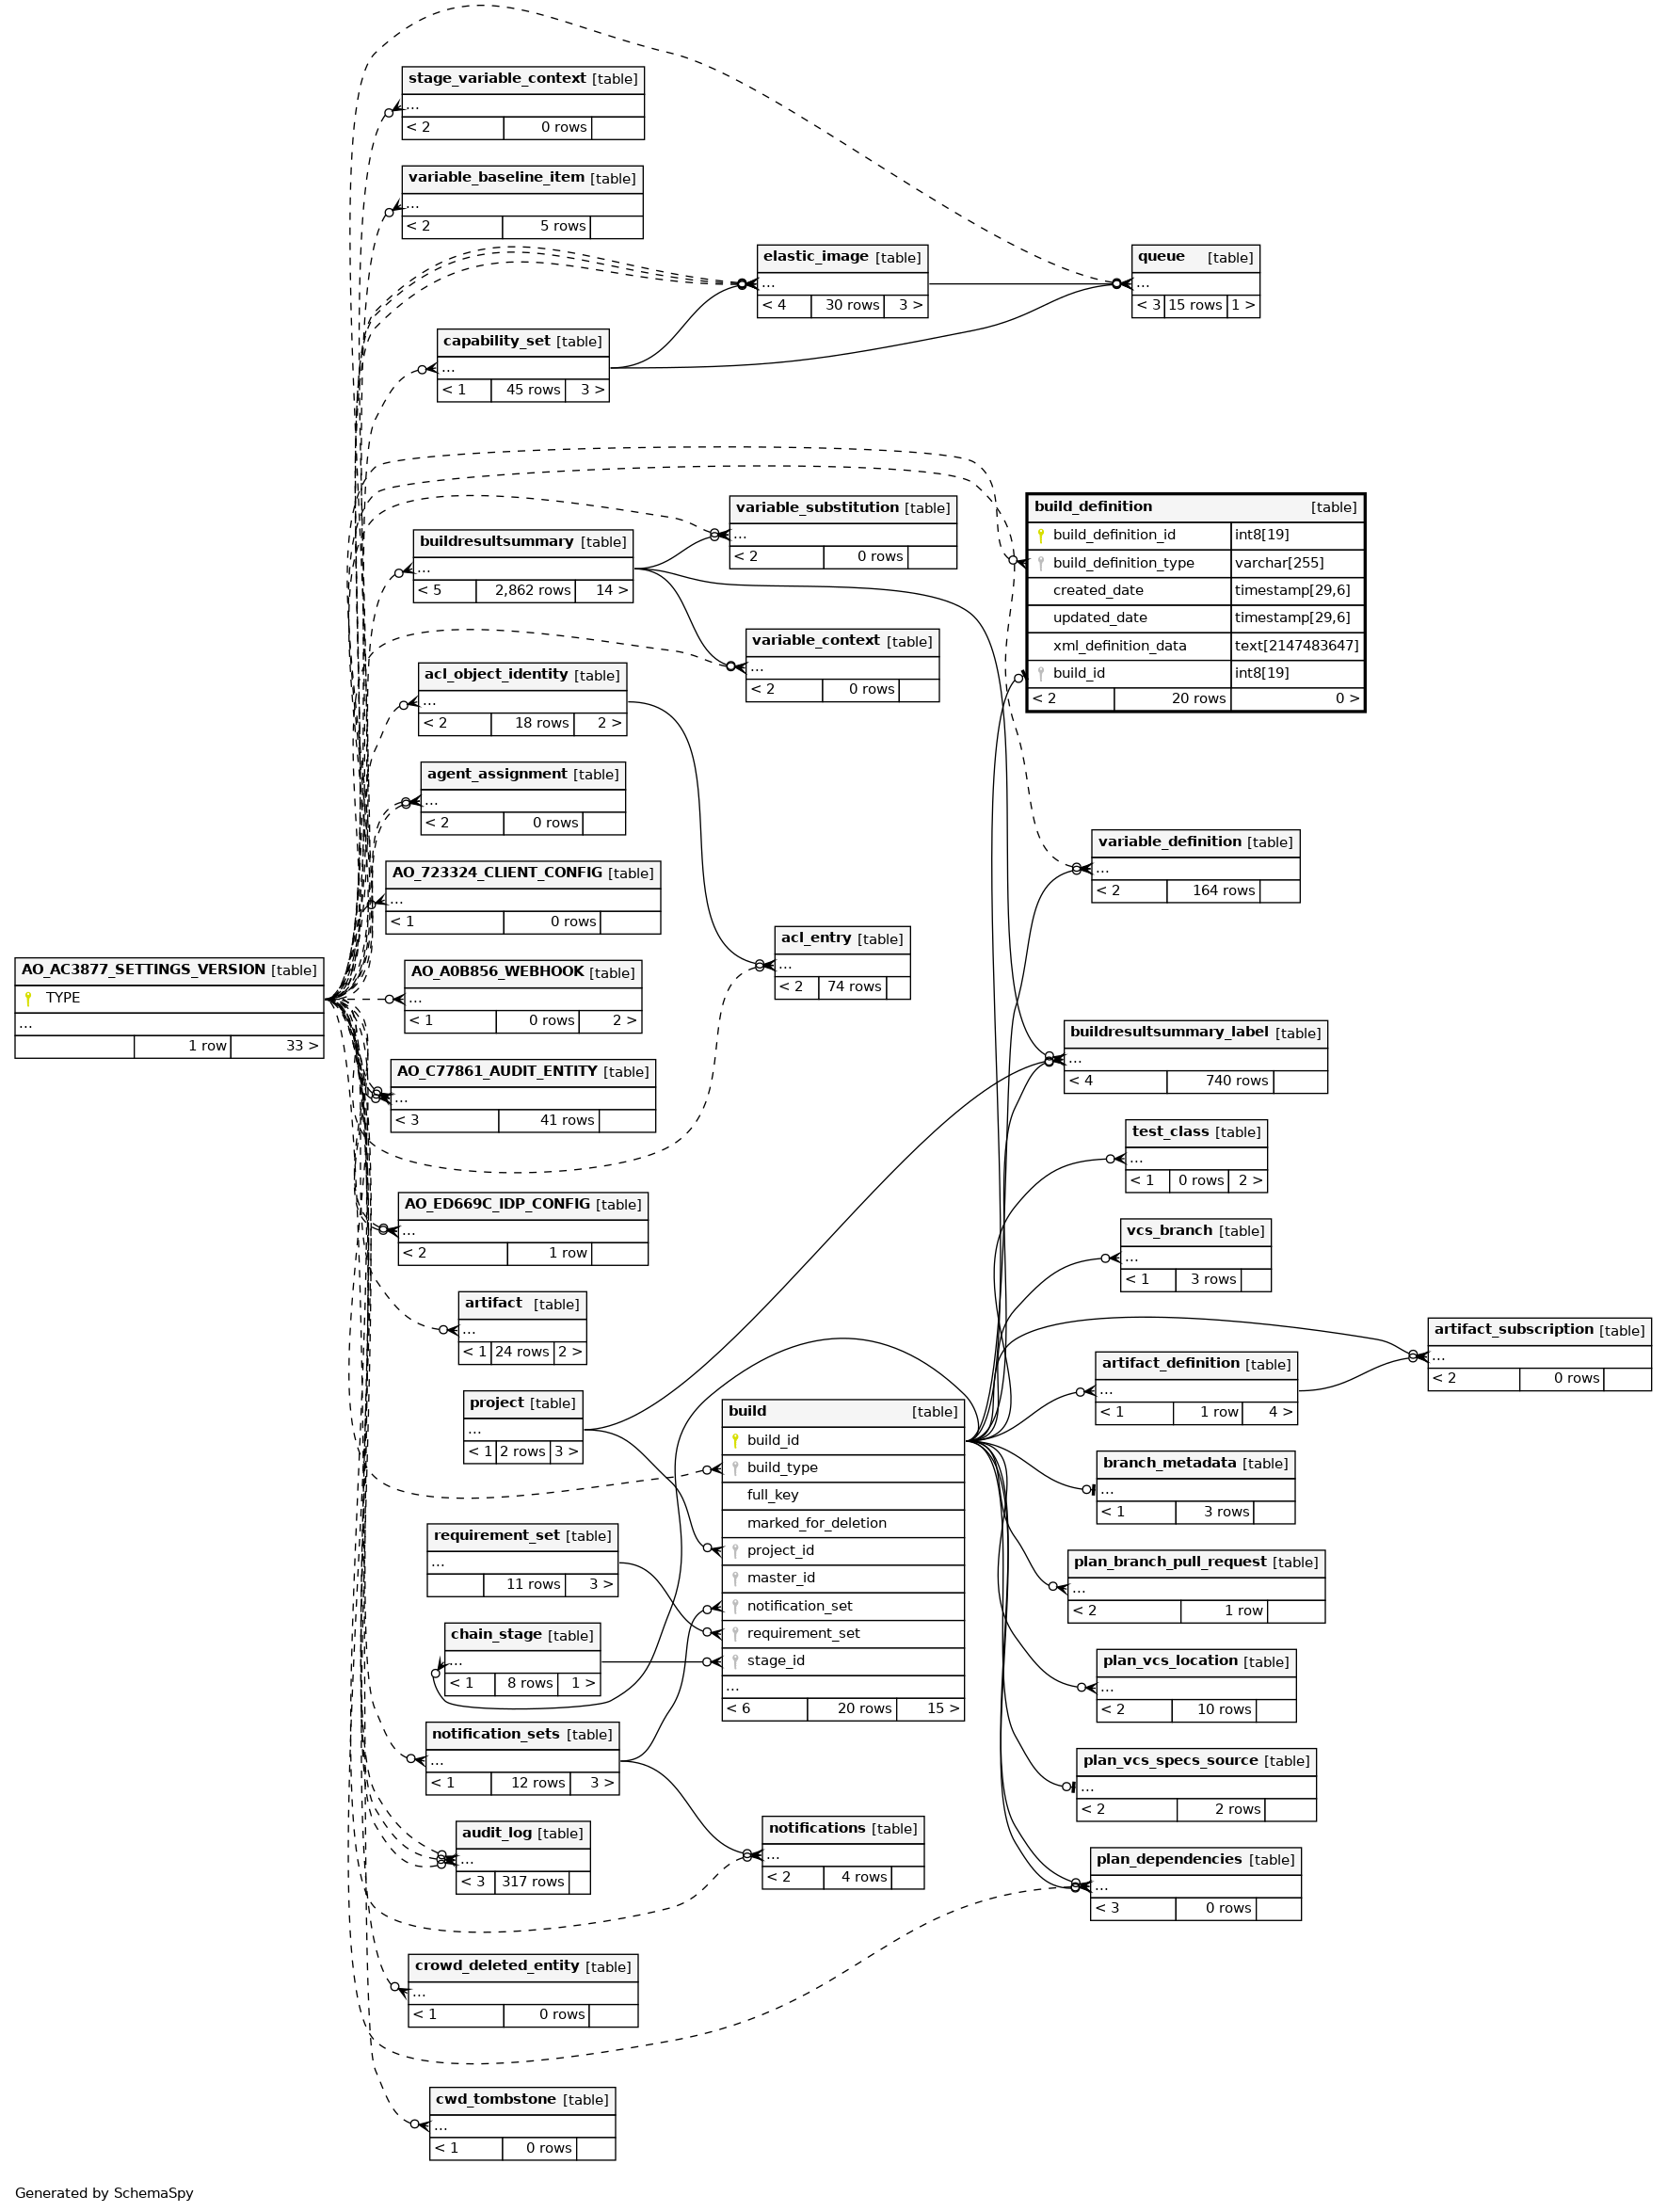 stage_variable_context [table]
...
< 2 0 rows
variable_baseline_item [table]
...
< 2 5 rows
elastic_image [table]
...
< 4 30 rows 3 >
queue [table]
...
< 3 15 rows 1 >
capability_set [table]
...
< 1 45 rows 3 >
variable_substitution [table]
...
< 2 0 rows
build_definition [table]
build_definition_id int8[19]
build_definition_type varchar[255]
created_date timestamp[29,6]
updated_date timestamp[29,6]
xml_definition_data text[2147483647]
build_id int8[19]
< 2 20 rows 0 >
buildresultsummary [table]
...
< 5 2,862 rows 14 >
variable_context [table]
...
< 2 0 rows
acl_object_identity [table]
...
< 2 18 rows 2 >
agent_assignment [table]
...
< 2 0 rows
variable_definition [table]
...
< 2 164 rows
AO_723324_CLIENT_CONFIG [table]
...
< 1 0 rows
acl_entry [table]
...
< 2 74 rows
AO_AC3877_SETTINGS_VERSION [table]
TYPE
...
1 row 33 >
AO_A0B856_WEBHOOK [table]
...
< 1 0 rows 2 >
buildresultsummary_label [table]
...
< 4 740 rows
AO_C77861_AUDIT_ENTITY [table]
...
< 3 41 rows
test_class [table]
...
< 1 0 rows 2 >
AO_ED669C_IDP_CONFIG [table]
...
< 2 1 row
vcs_branch [table]
...
< 1 3 rows
artifact [table]
...
< 1 24 rows 2 >
artifact_subscription [table]
...
< 2 0 rows
artifact_definition [table]
...
< 1 1 row 4 >
project [table]
...
< 1 2 rows 3 >
build [table]
build_id
build_type
full_key
marked_for_deletion
project_id
master_id
notification_set
requirement_set
stage_id
...
< 6 20 rows 15 >
branch_metadata [table]
...
< 1 3 rows
requirement_set [table]
...
11 rows 3 >
plan_branch_pull_request [table]
...
< 2 1 row
chain_stage [table]
...
< 1 8 rows 1 >
plan_vcs_location [table]
...
< 2 10 rows
notification_sets [table]
...
< 1 12 rows 3 >
plan_vcs_specs_source [table]
...
< 2 2 rows
audit_log [table]
...
< 3 317 rows
notifications [table]
...
< 2 4 rows
plan_dependencies [table]
...
< 3 0 rows
crowd_deleted_entity [table]
...
< 1 0 rows
cwd_tombstone [table]
...
< 1 0 rows
Generated by SchemaSpy